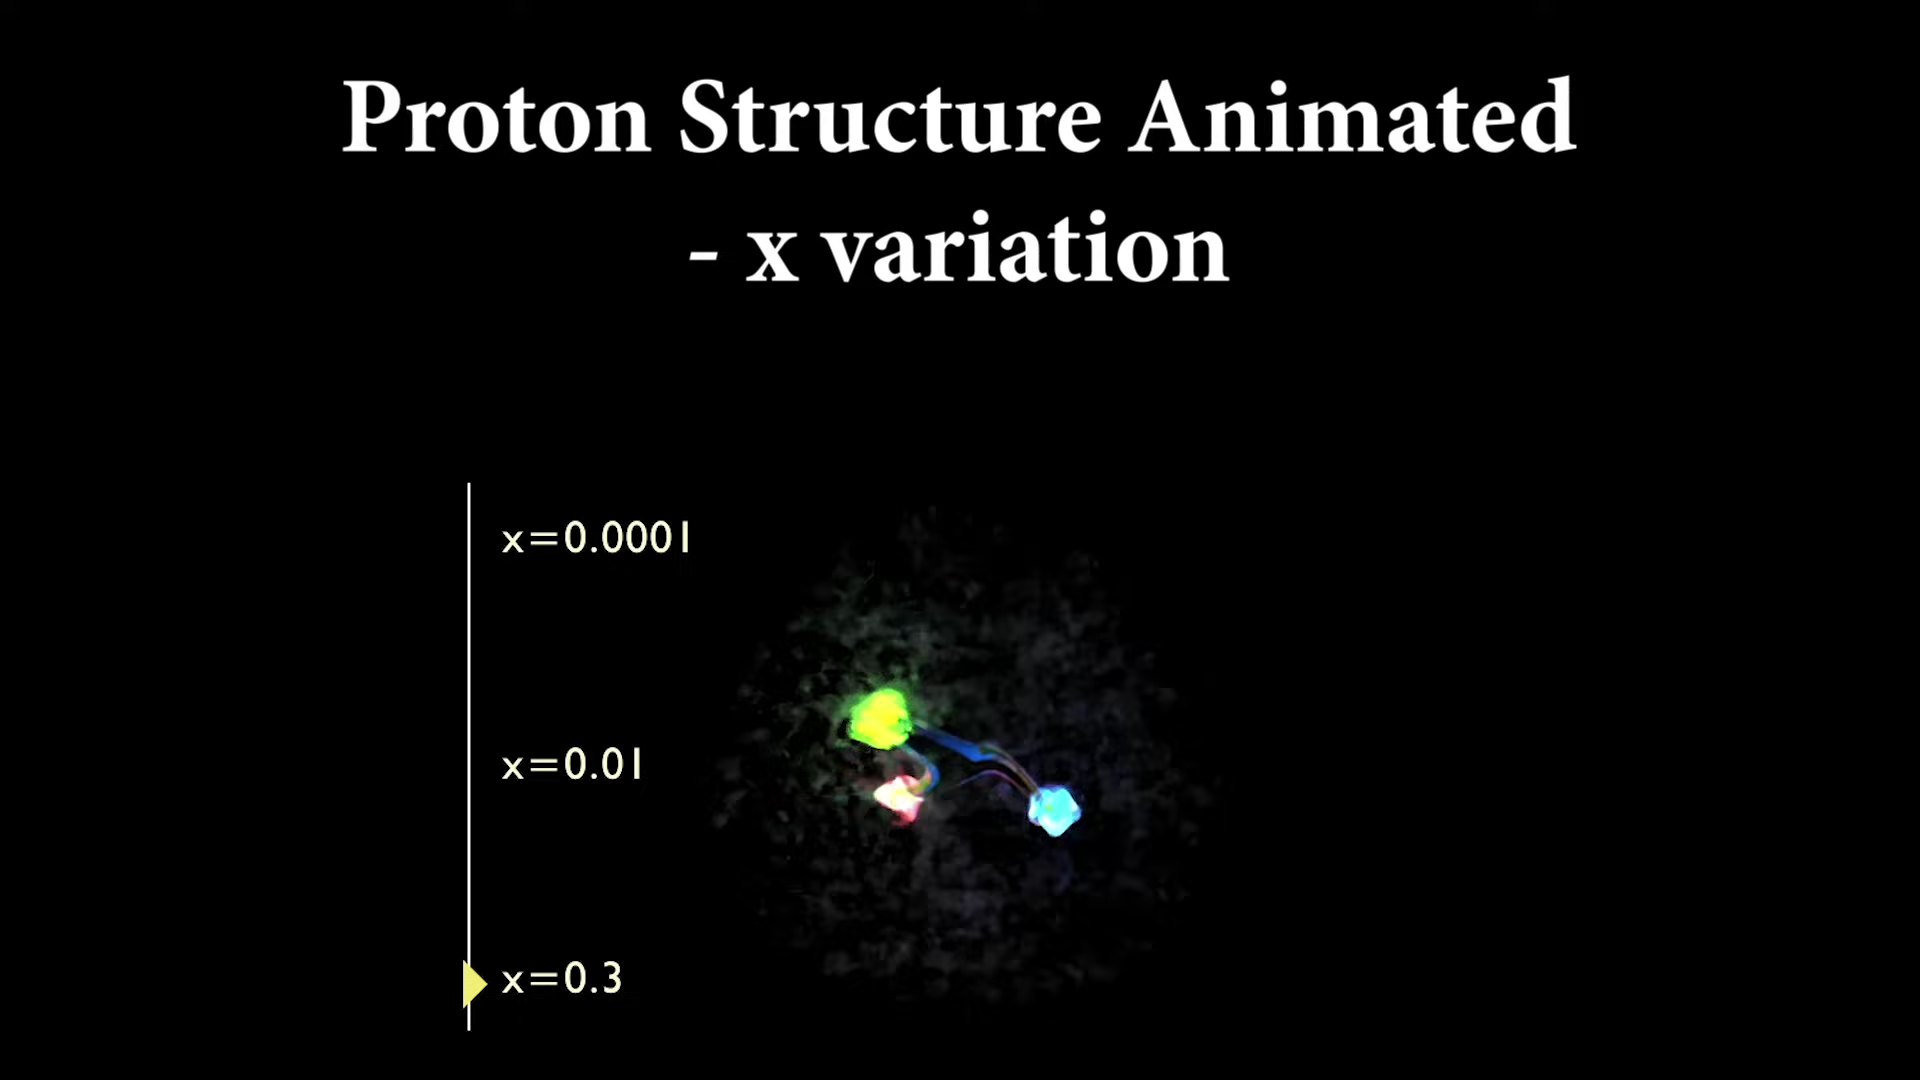 Proton Structure Animated
- x variation
x=0.0001
x=0.01
x=0.3